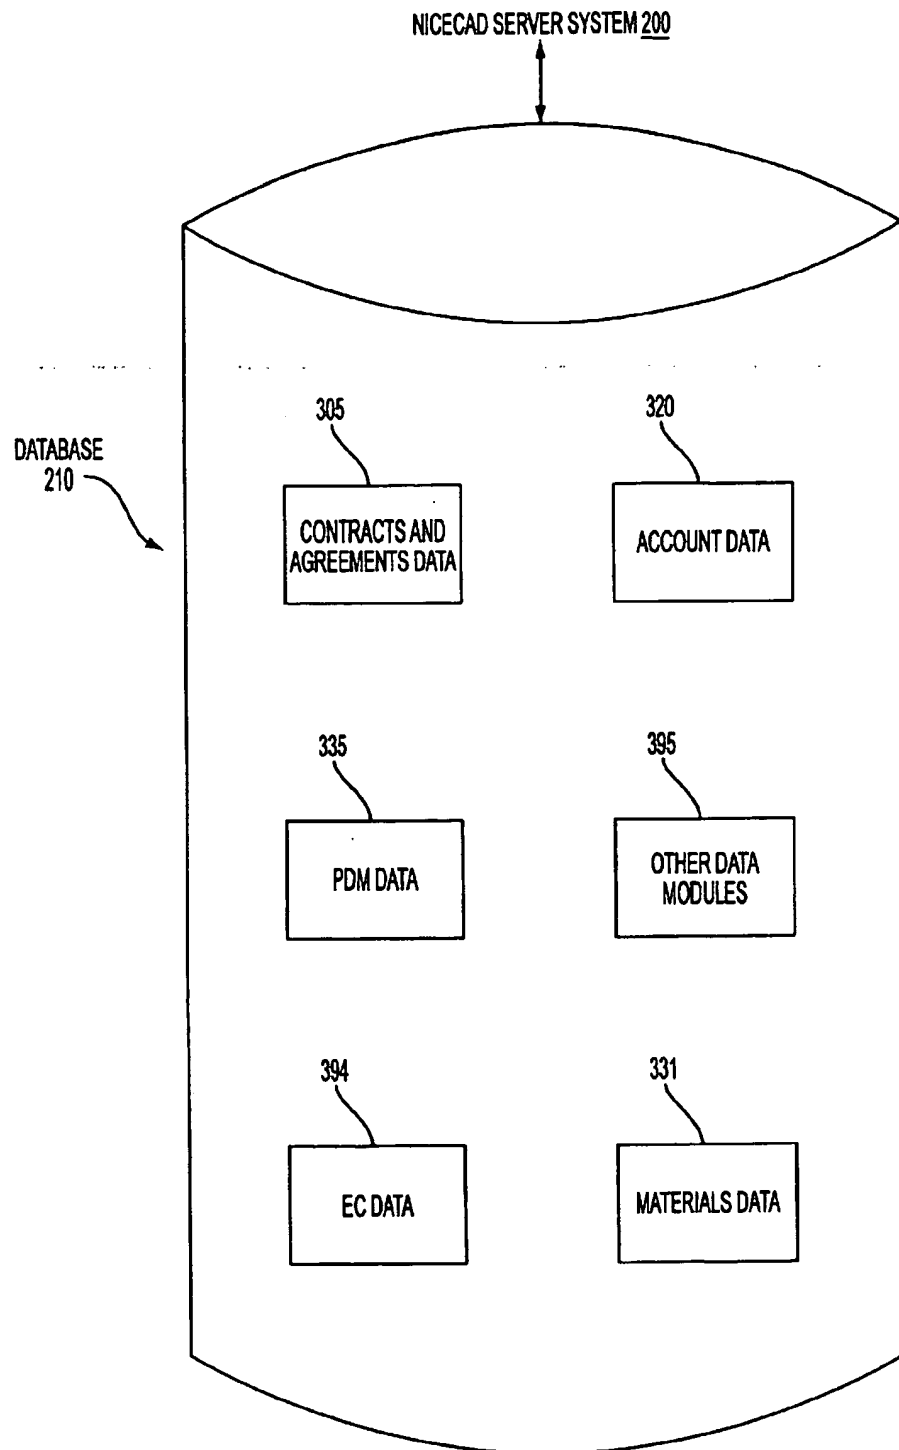 NICECAD SERVER SYSTEM 200
305
320
DATABASE
210
CONTRACTS AND
AGREEMENTS DATA
ACCOUNT DATA
335
395
PDM DATA
OTHER DATA
MODULES
394
331
EC DATA
MATERIALS DATA